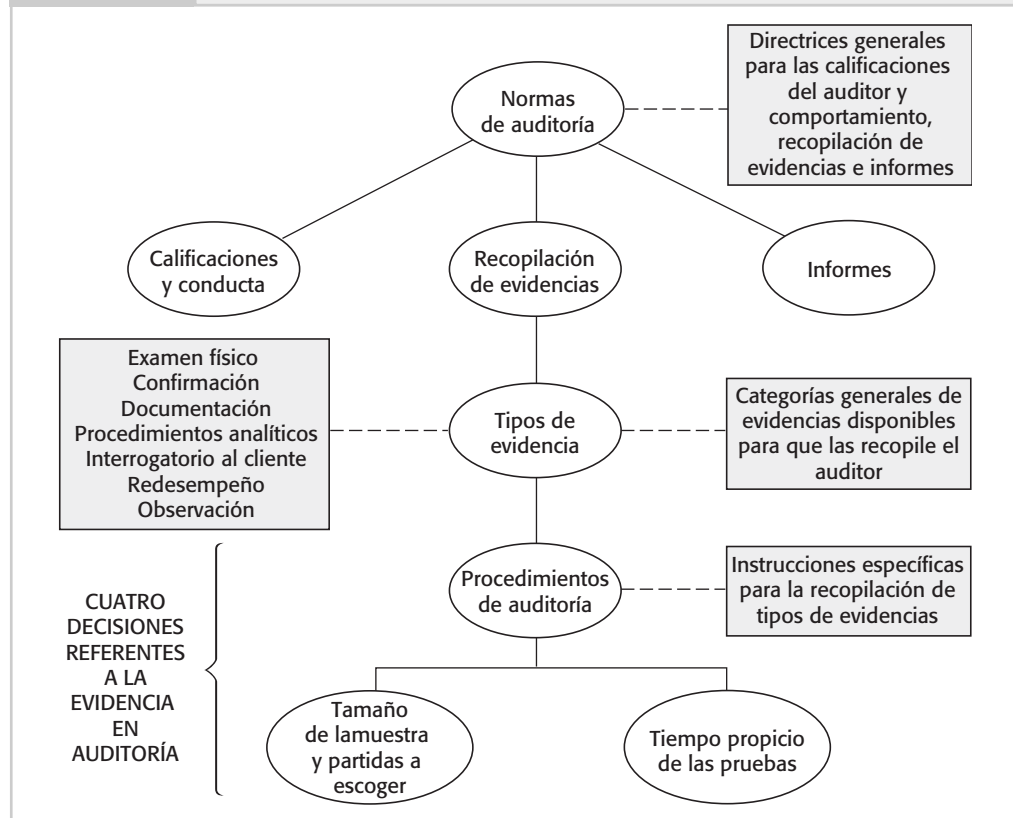 Directrices generales
para las calificaciones
del auditor y
comportamiento,
recopilación de
evidencias e informes
Normas
de auditoría
Calificaciones
y conducta
Recopilación
de evidencias
Informes
Examen físico
Confirmación
Documentación
Procedimientos analíticos
Interrogatorio al cliente
Redesempeño
Observación
Tipos de
evidencia
Categorías generales de
evidencias disponibles
para que las recopile el
auditor
Procedimientos
de auditoría
Instrucciones específicas
para la recopilación de
tipos de evidencias
CUATRO
DECISIONES
REFERENTES
A LA
EVIDENCIA
EN
AUDITORÍA
Tamaño
de lamuestra
y partidas a
escoger
Tiempo propicio
de las pruebas